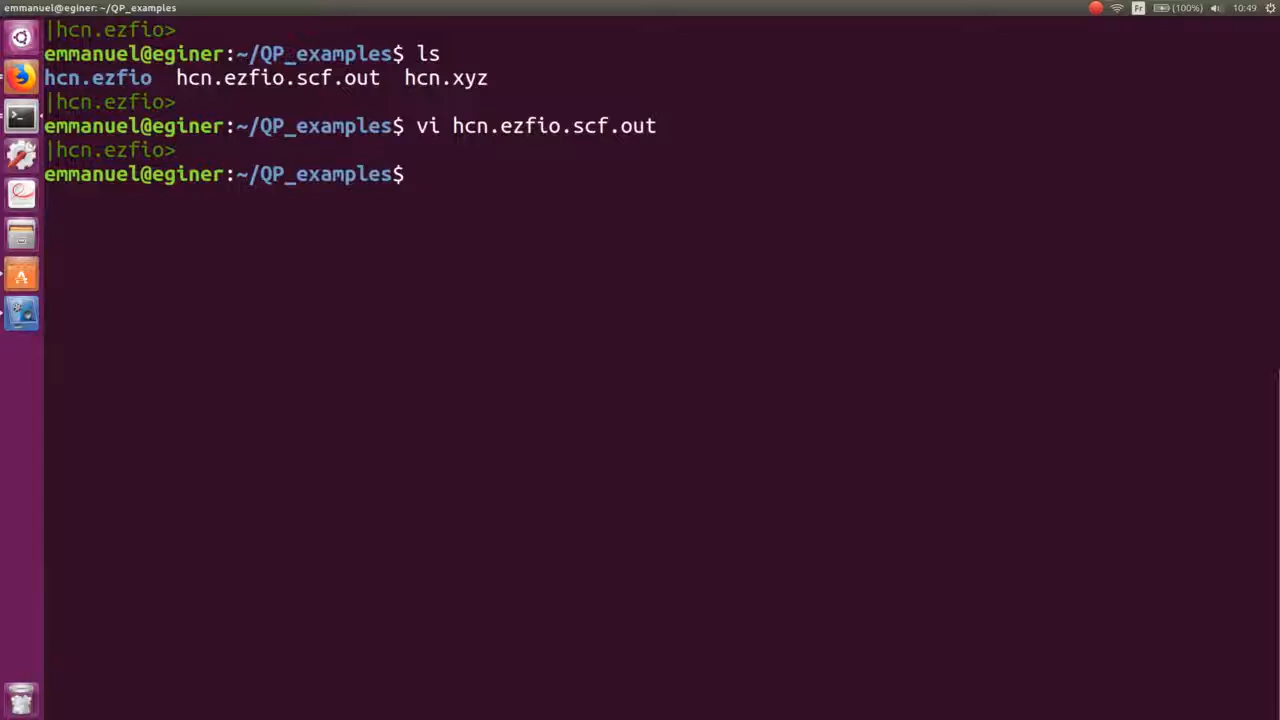 emmanuel@eginer: ~/QP_examples
Fr
(100%)
10:49
|hcn.ezfio>
emmanuel@eginer:~/QP_examples$ ls
hcn.ezfio hcn.ezfio.scf.out hcn.xyz
|hcn.ezfio>
emmanuel@eginer:~/QP_examples$ vi hcn.ezfio.scf.out
|hcn.ezfio>
emmanuel@eginer:~/QP_examples$